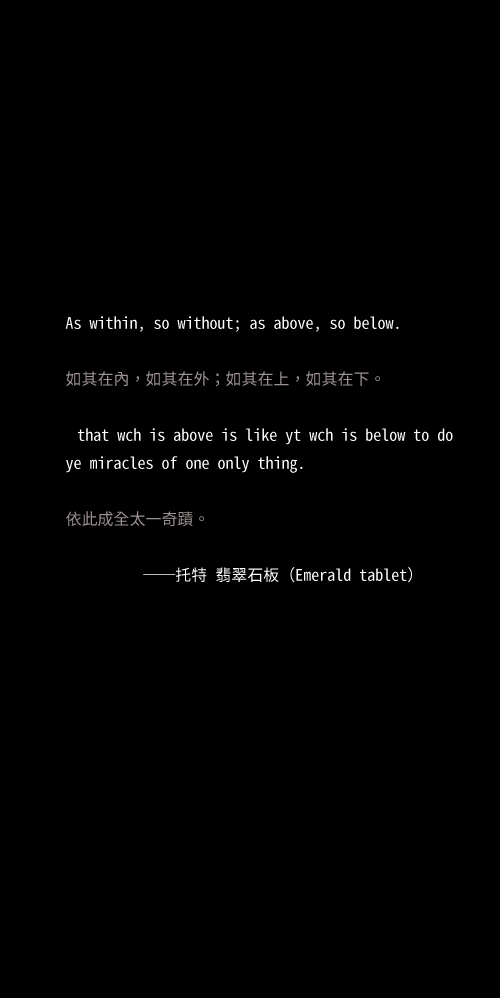 As within, so without; as above, so below.
如其在內，如其在外；如其在上，如其在下。
that wch is above is like yt wch is below to do
ye miracles of one only thing.
依此成全太一奇蹟。
——托特 翡翠石板（Emerald tablet）